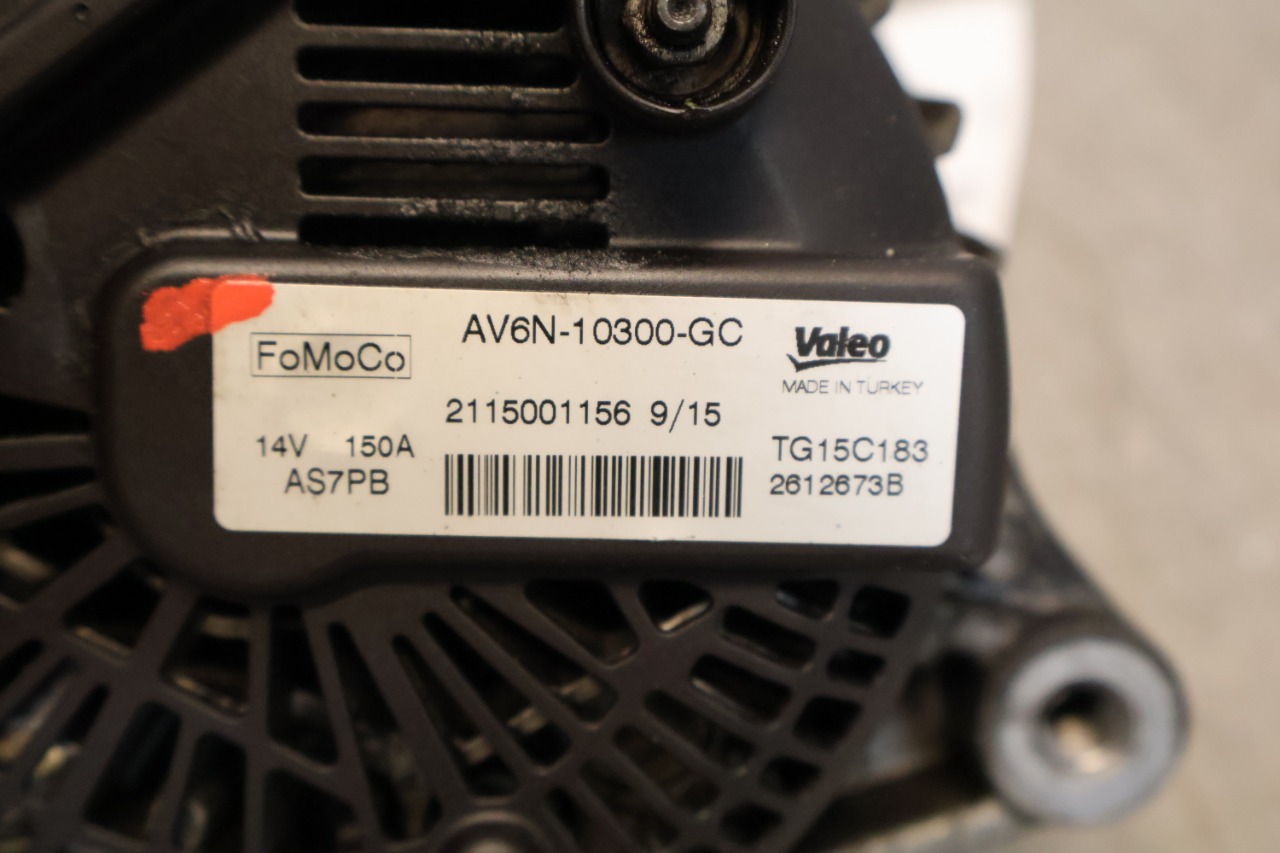 AV6N-10300-GC
FoMoCo
Valeo
MADE IN TURKEY
2115001156 9/15
14V 150A
TG15C183
AS7PB
2612673B